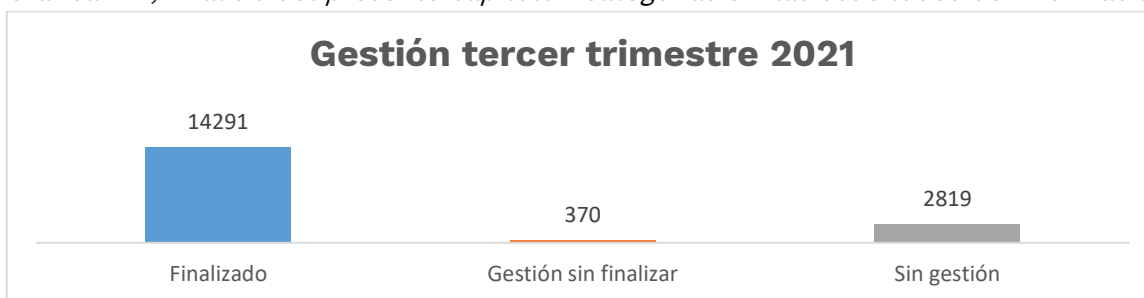 Gestión tercer trimestre 2021
14291
370
2819
Finalizado
Gestión sin finalizar
Sin gestión